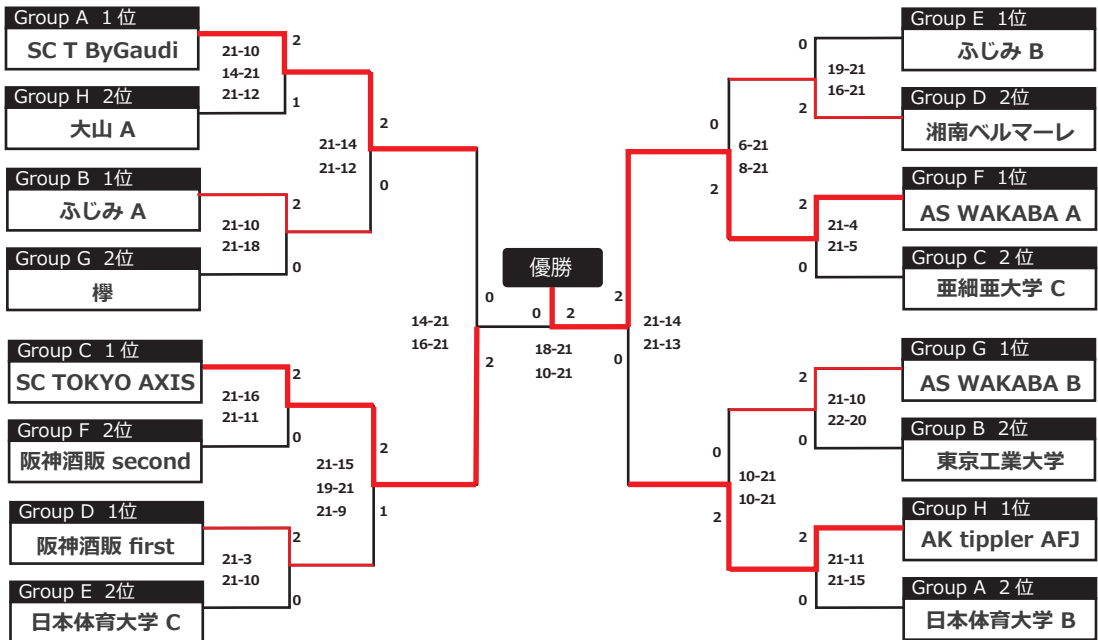 Group A 1位
SC T ByGaudi
2
21-10
14-21
21-12
1
Group H 2位
大山 A
2
21-14
21-12
0
Group B 1位
ふじみ A
2
21-10
21-18
0
Group G 2位
欅
Group C 1位
SC TOKYO AXIS
2
21-16
21-11
0
Group F 2位
阪神酒販 second
2
21-15
19-21
21-9
1
Group D 1位
阪神酒販 first
2
21-3
21-10
0
Group E 2位
日本体育大学 C
0
14-21
16-21
2
優勝
0 2
18-21
10-21
2
21-14
21-13
0
Group E 1位
ふじみ B
0
19-21
16-21
2
Group D 2位
湘南ベルマーレ
0
6-21
8-21
2
Group F 1位
AS WAKABA A
2
21-4
21-5
0
Group C 2位
亜細亜大学 C
Group G 1位
AS WAKABA B
2
21-10
22-20
0
Group B 2位
東京工業大学
0
10-21
10-21
2
Group H 1位
AK tippler AFJ
2
21-11
21-15
0
Group A 2位
日本体育大学 B